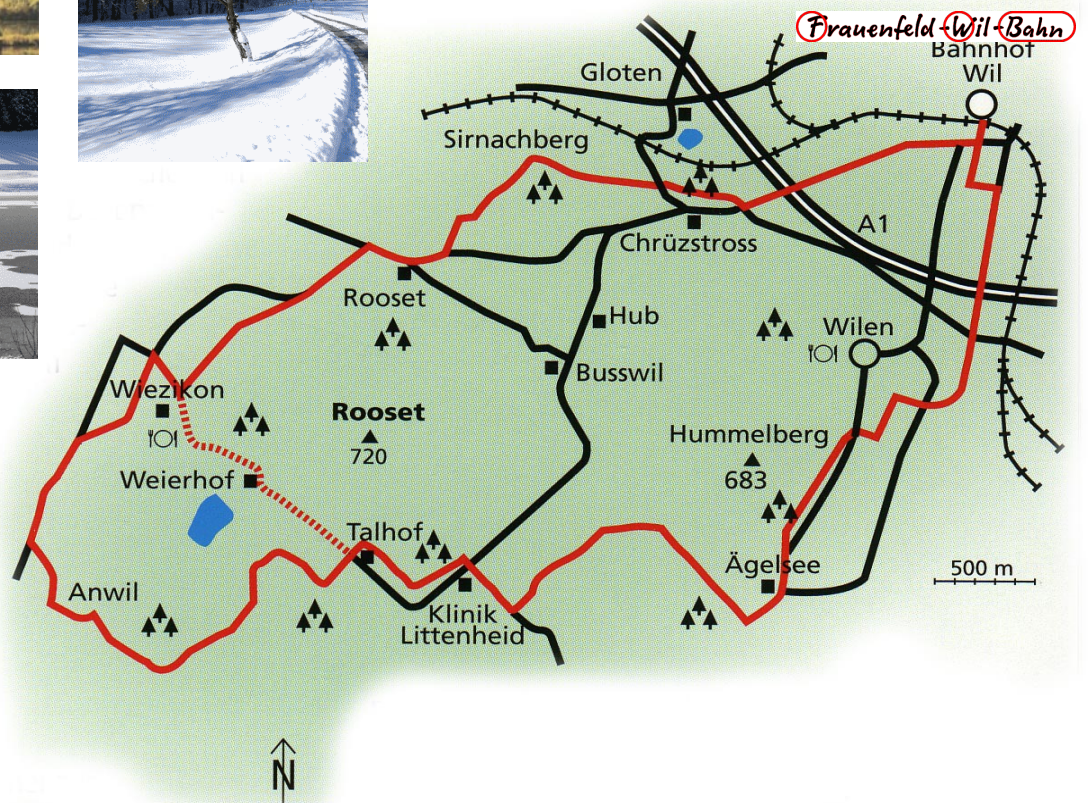 Frauenfeld-Wil-Bahn
Bahnhof
Wil
Gloten
Sirnachberg
A1
Chrüzstross
Rooset
Hub
Wilen
Busswil
Wiezikon
Rooset
720
Hummelberg
683
Weierhof
Talhof
Ägelsee
500 m
Anwil
Klinik
Littenheid
N